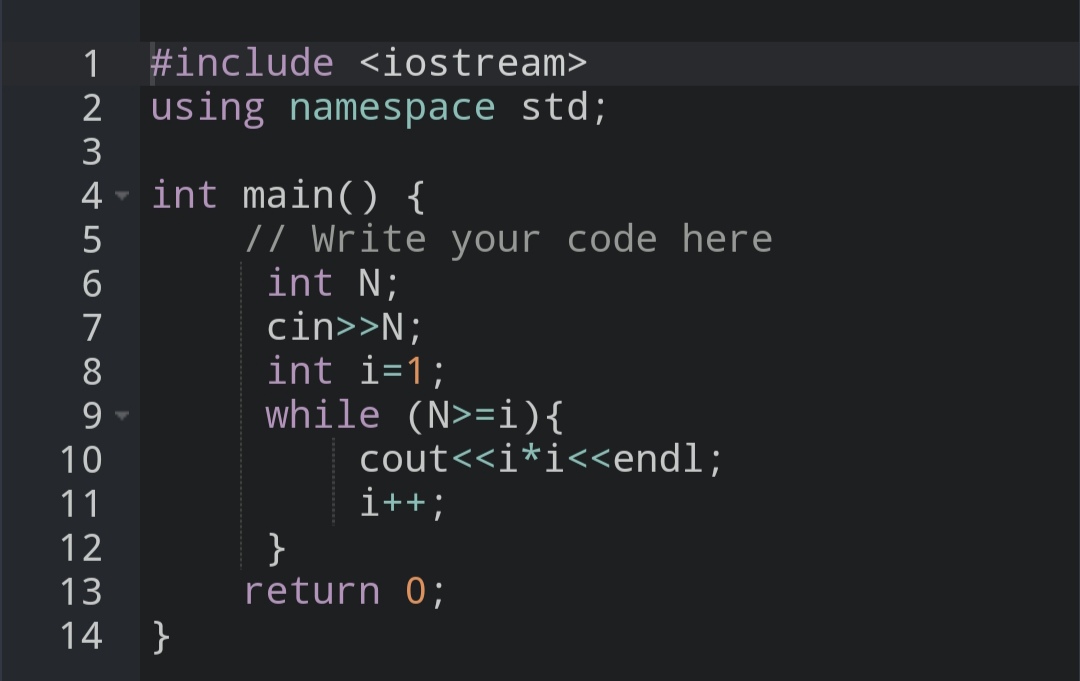 1 #include <iostream>
2 using namespace std;
3
4 int main() {
5     // Write your code here
6      int N;
7      cin>>N;
8      int i=1;
9      while (N>=i){
10         cout<<i*i<<endl;
11         i++;
12     }
13    return 0;
14 }